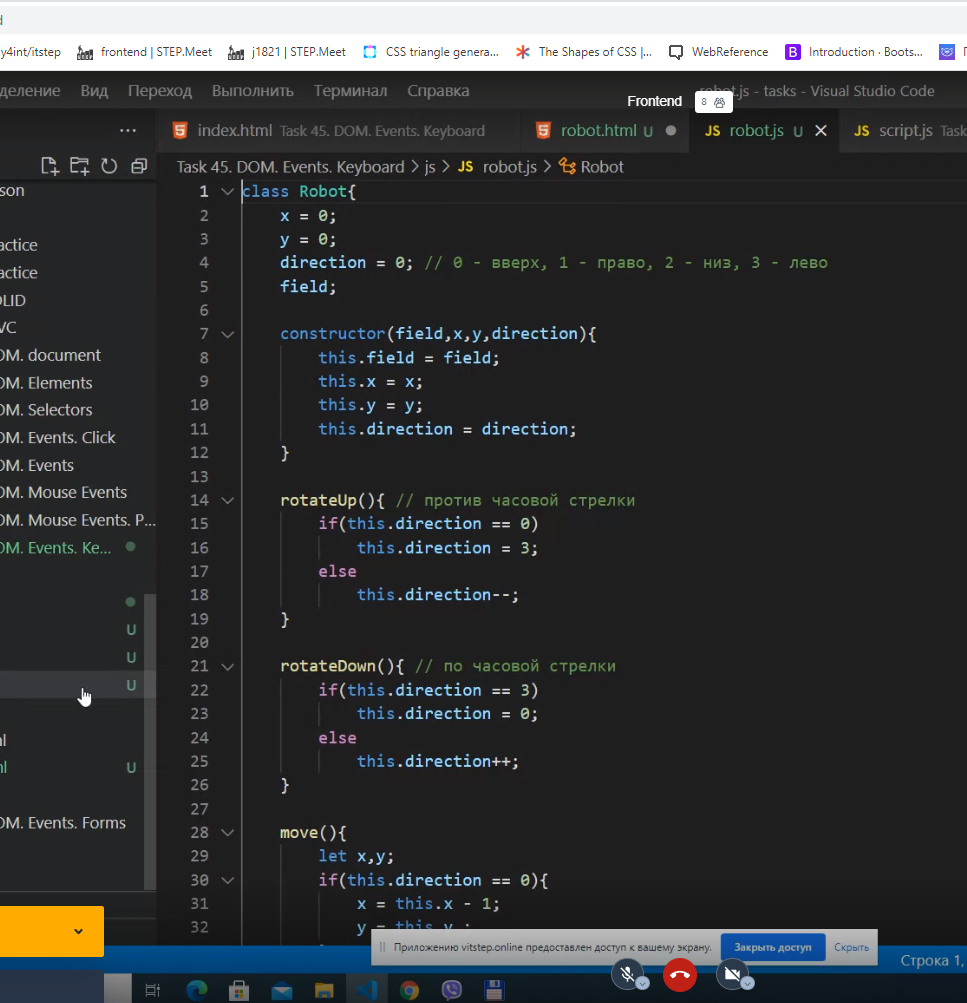 y4int/itstep frontend | STEP.Meet j1821 | STEP.Meet CSS triangle genera... The Shapes of CSS |... WebReference B Introduction · Boots...
деление Вид Переход Выполнить Терминал Справка robot.js - tasks - Visual Studio Code
Frontend 8
index.html Task 45. DOM. Events. Keyboard robot.html U JS robot.js U JS script.js Task
Task 45. DOM. Events. Keyboard > js > JS robot.js > Robot
son
actice
actice
OLID
VC
OM. document
OM. Elements
OM. Selectors
OM. Events. Click
OM. Events
OM. Mouse Events
OM. Mouse Events. P...
OM. Events. Ke...
U
U
U
nl
nl U
OM. Events. Forms
1 class Robot{
2 x = 0;
3 y = 0;
4 direction = 0; // 0 - вверх, 1 - право, 2 - низ, 3 - лево
5 field;
6
7 constructor(field,x,y,direction){
8 this.field = field;
9 this.x = x;
10 this.y = y;
11 this.direction = direction;
12 }
13
14 rotateUp(){ // против часовой стрелки
15 if(this.direction == 0)
16 this.direction = 3;
17 else
18 this.direction--;
19 }
20
21 rotateDown(){ // по часовой стрелки
22 if(this.direction == 3)
23 this.direction = 0;
24 else
25 this.direction++;
26 }
27
28 move(){
29 let x,y;
30 if(this.direction == 0){
31 x = this.x - 1;
32 y = this.y ;
Приложению vitstep.online предоставлен доступ к вашему экрану. Закрыть доступ Скрыть
Строка 1,